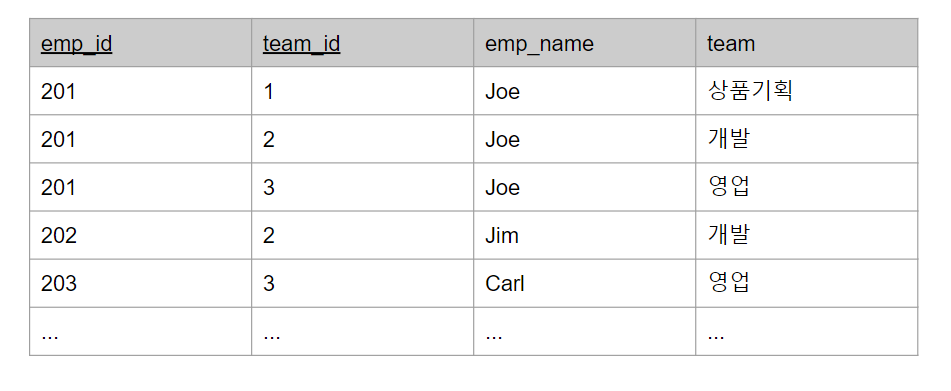 emp_id team_id emp_name team
201 1 Joe 상품기획
201 2 Joe 개발
201 3 Joe 영업
202 2 Jim 개발
203 3 Carl 영업
... ... ... ...